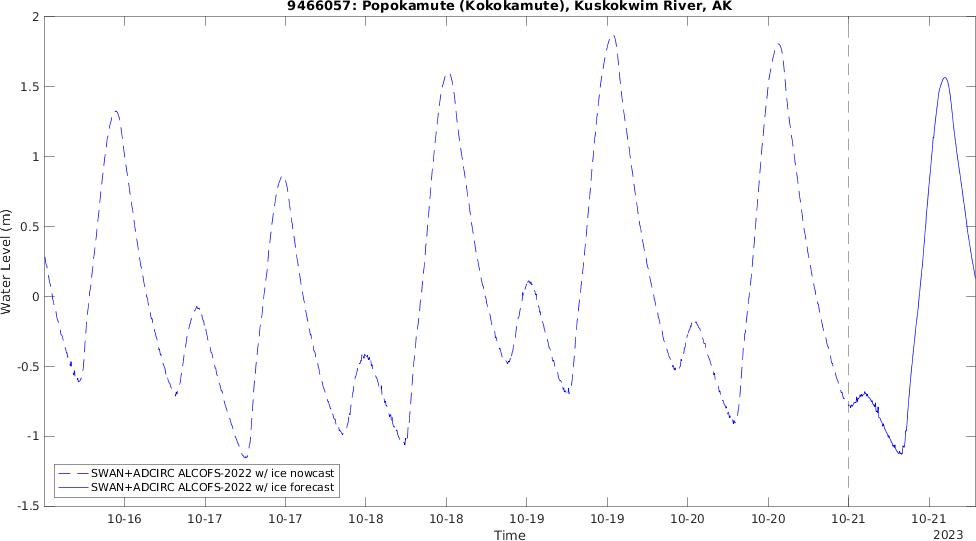 9466057: Popokamute (Kokokamute), Kuskokwim River, AK
2
1.5
1
0.5
0
-0.5
-1
-1.5
Water Level (m)
SWAN+ADCIRC ALCOFS-2022 w/ ice nowcast
SWAN+ADCIRC ALCOFS-2022 w/ ice forecast
10-16 10-17 10-17 10-18 10-18 10-19 10-19 10-20 10-20 10-21 10-21
Time
2023